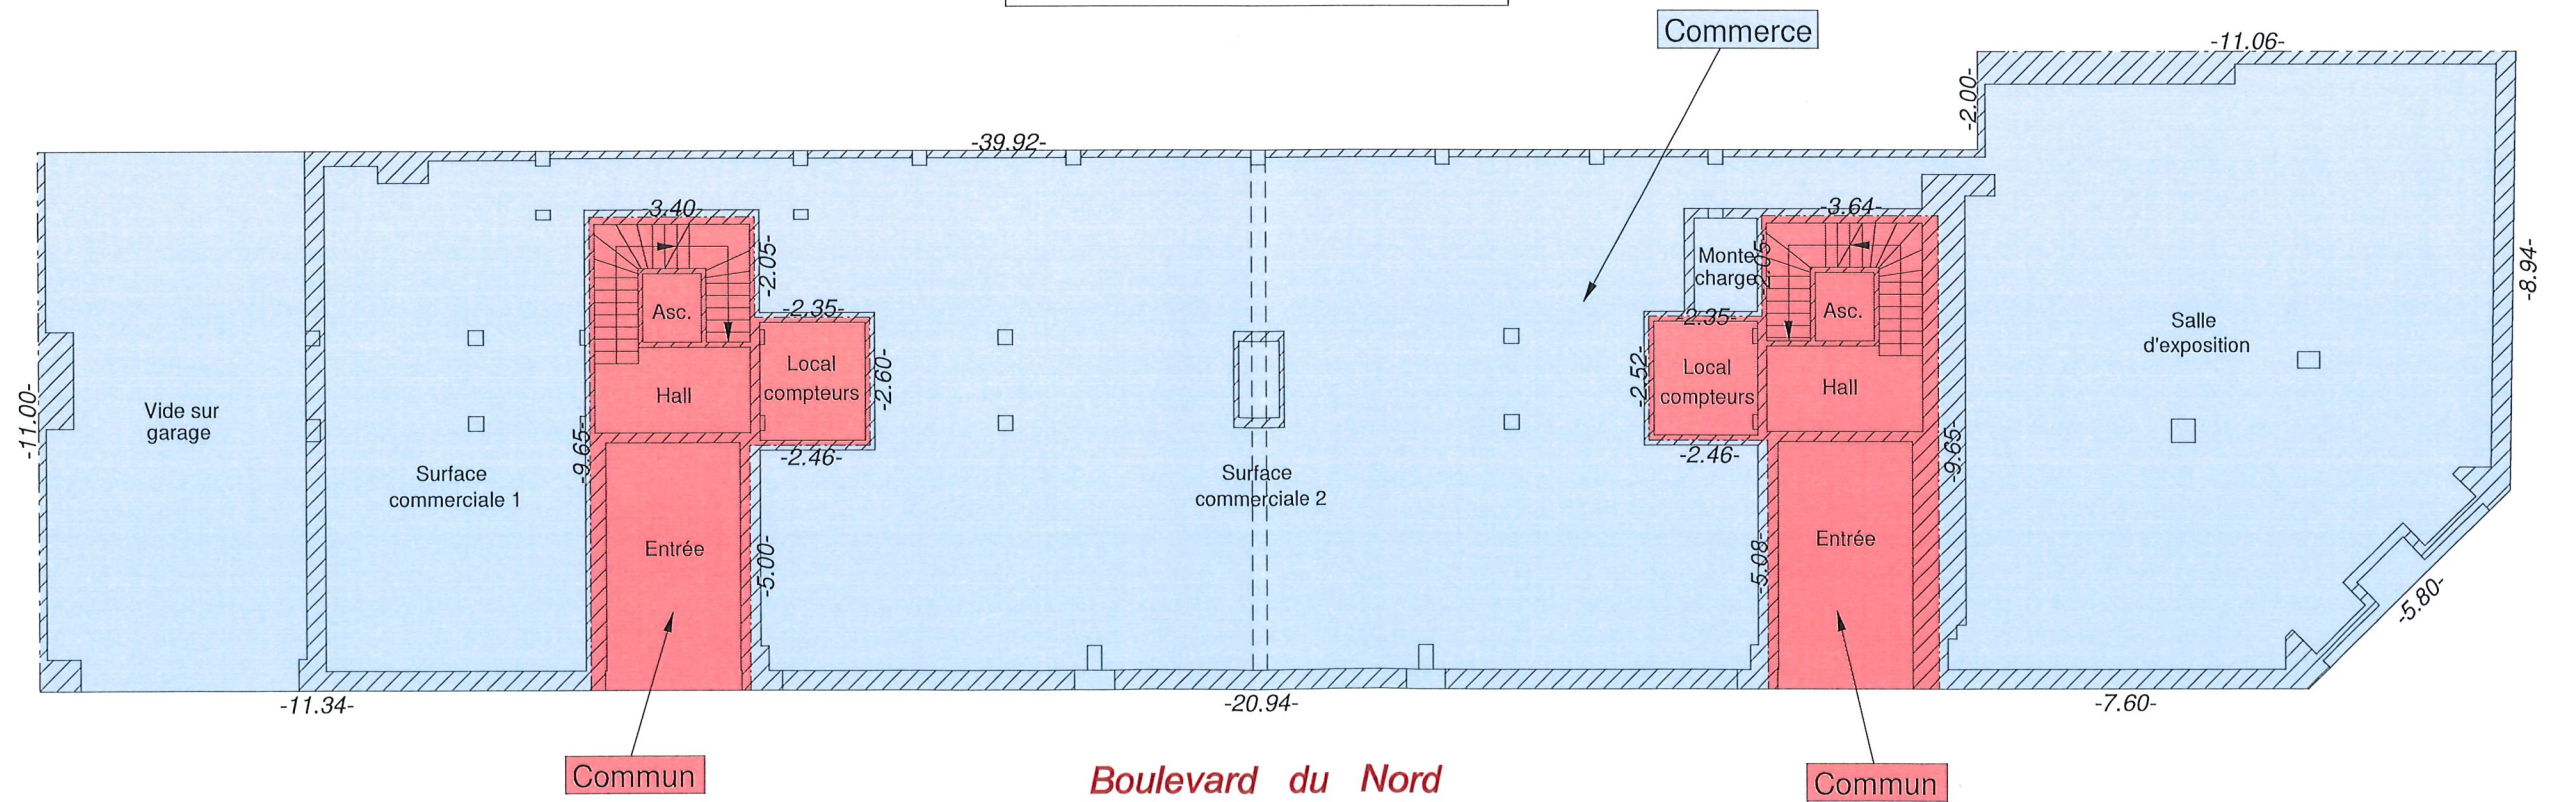 Commerce
-11.06-
-2.00-
-39.92-
-3.40-
-3.64-
-2.05-
Monte
charge
-2.05-
-8.94-
Asc.
-2.35-
-2.35-
Asc.
Salle
d'exposition
Local
compteurs
-2.60-
-2.52-
Local
compteurs
Hall
Hall
-11.00-
Vide sur
garage
-9.65-
-2.46-
-2.46-
-9.65-
Surface
commerciale 1
Surface
commerciale 2
Entrée
-5.00-
-5.08-
Entrée
-5.80-
-11.34-
-20.94-
-7.60-
Commun
Boulevard du Nord
Commun